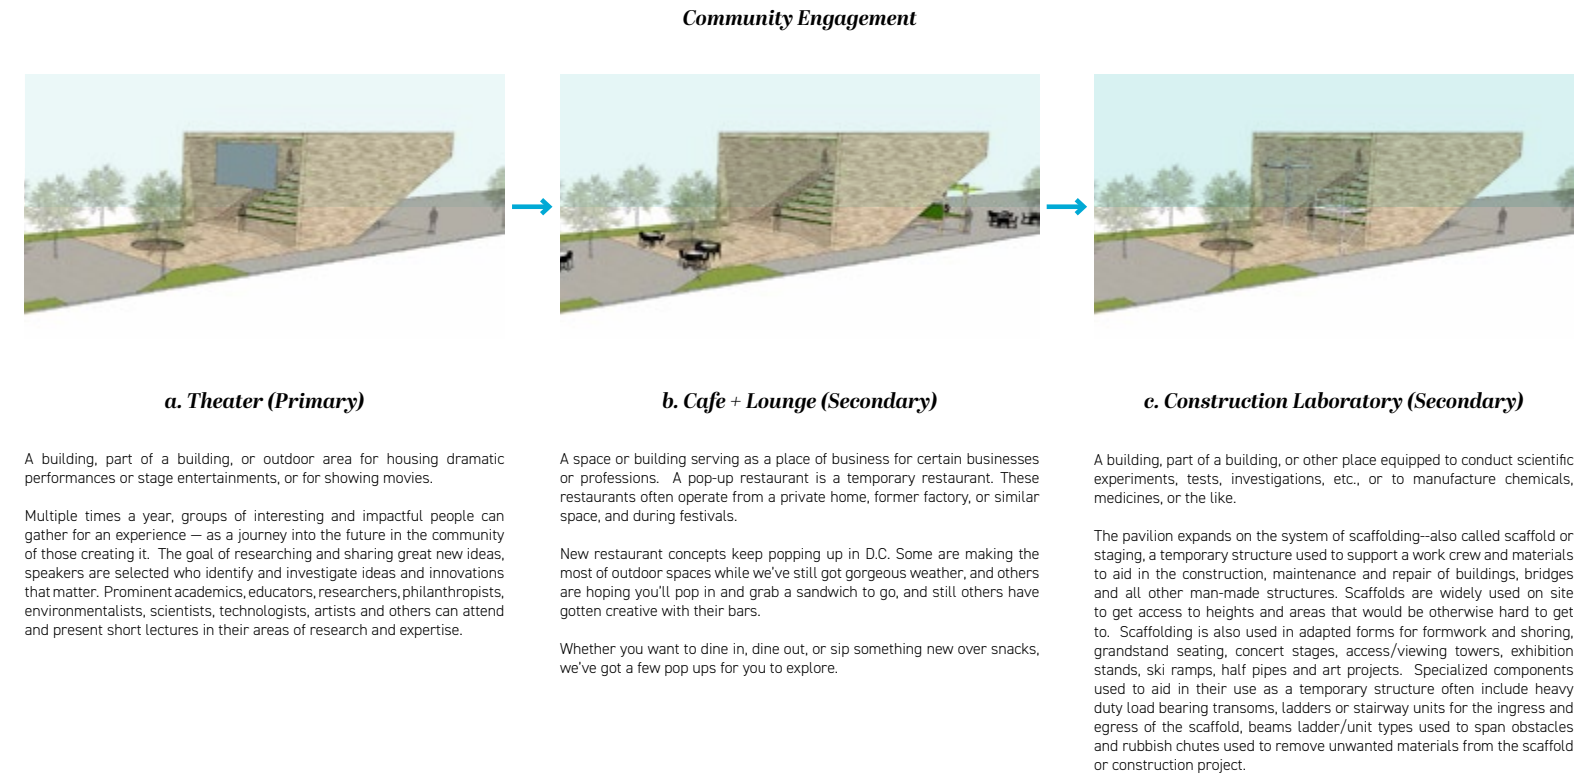 Community Engagement
a. Theater (Primary)
A building, part of a building, or outdoor area for housing dramatic
performances or stage entertainments, or for showing movies.
Multiple times a year, groups of interesting and impactful people can
gather for an experience — as a journey into the future in the community
of those creating it. The goal of researching and sharing great new ideas,
speakers are selected who identify and investigate ideas and innovations
that matter. Prominent academics, educators, researchers, philanthropists,
environmentalists, scientists, technologists, artists and others can attend
and present short lectures in their areas of research and expertise.
b. Cafe + Lounge (Secondary)
A space or building serving as a place of business for certain businesses
or professions. A pop-up restaurant is a temporary restaurant. These
restaurants often operate from a private home, former factory, or similar
space, and during festivals.
New restaurant concepts keep popping up in D.C. Some are making the
most of outdoor spaces while we've still got gorgeous weather, and others
are hoping you'll pop in and grab a sandwich to go, and still others have
gotten creative with their bars.
Whether you want to dine in, dine out, or sip something new over snacks,
we've got a few pop ups for you to explore.
c. Construction Laboratory (Secondary)
A building, part of a building, or other place equipped to conduct scientific
experiments, tests, investigations, etc., or to manufacture chemicals,
medicines, or the like.
The pavilion expands on the system of scaffolding--also called scaffold or
staging, a temporary structure used to support a work crew and materials
to aid in the construction, maintenance and repair of buildings, bridges
and all other man-made structures. Scaffolds are widely used on site
to get access to heights and areas that would be otherwise hard to get
to. Scaffolding is also used in adapted forms for formwork and shoring,
grandstand seating, concert stages, access/viewing towers, exhibition
stands, ski ramps, half pipes and art projects. Specialized components
used to aid in their use as a temporary structure often include heavy
duty load bearing transoms, ladders or stairway units for the ingress and
egress of the scaffold, beams ladder/unit types used to span obstacles
and rubbish chutes used to remove unwanted materials from the scaffold
or construction project.